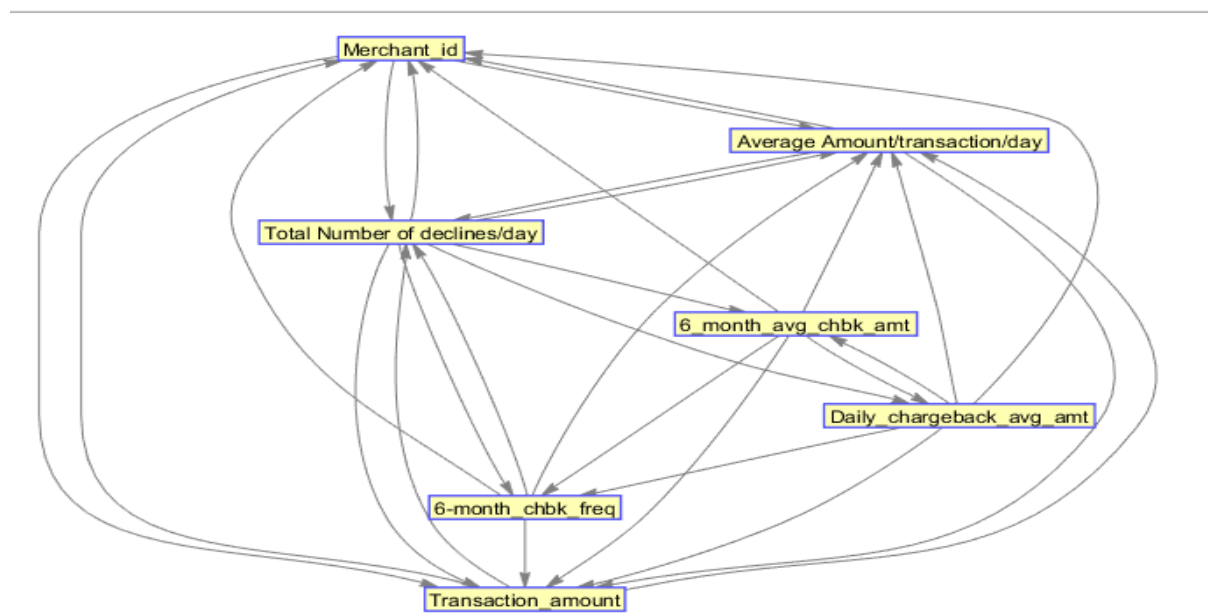 Merchant_id
Average Amount/transaction/day
Total Number of declines/day
6_month_avg_chbk_amt
Daily_chargeback_avg_amt
6-month_chbk_freq
Transaction_amount